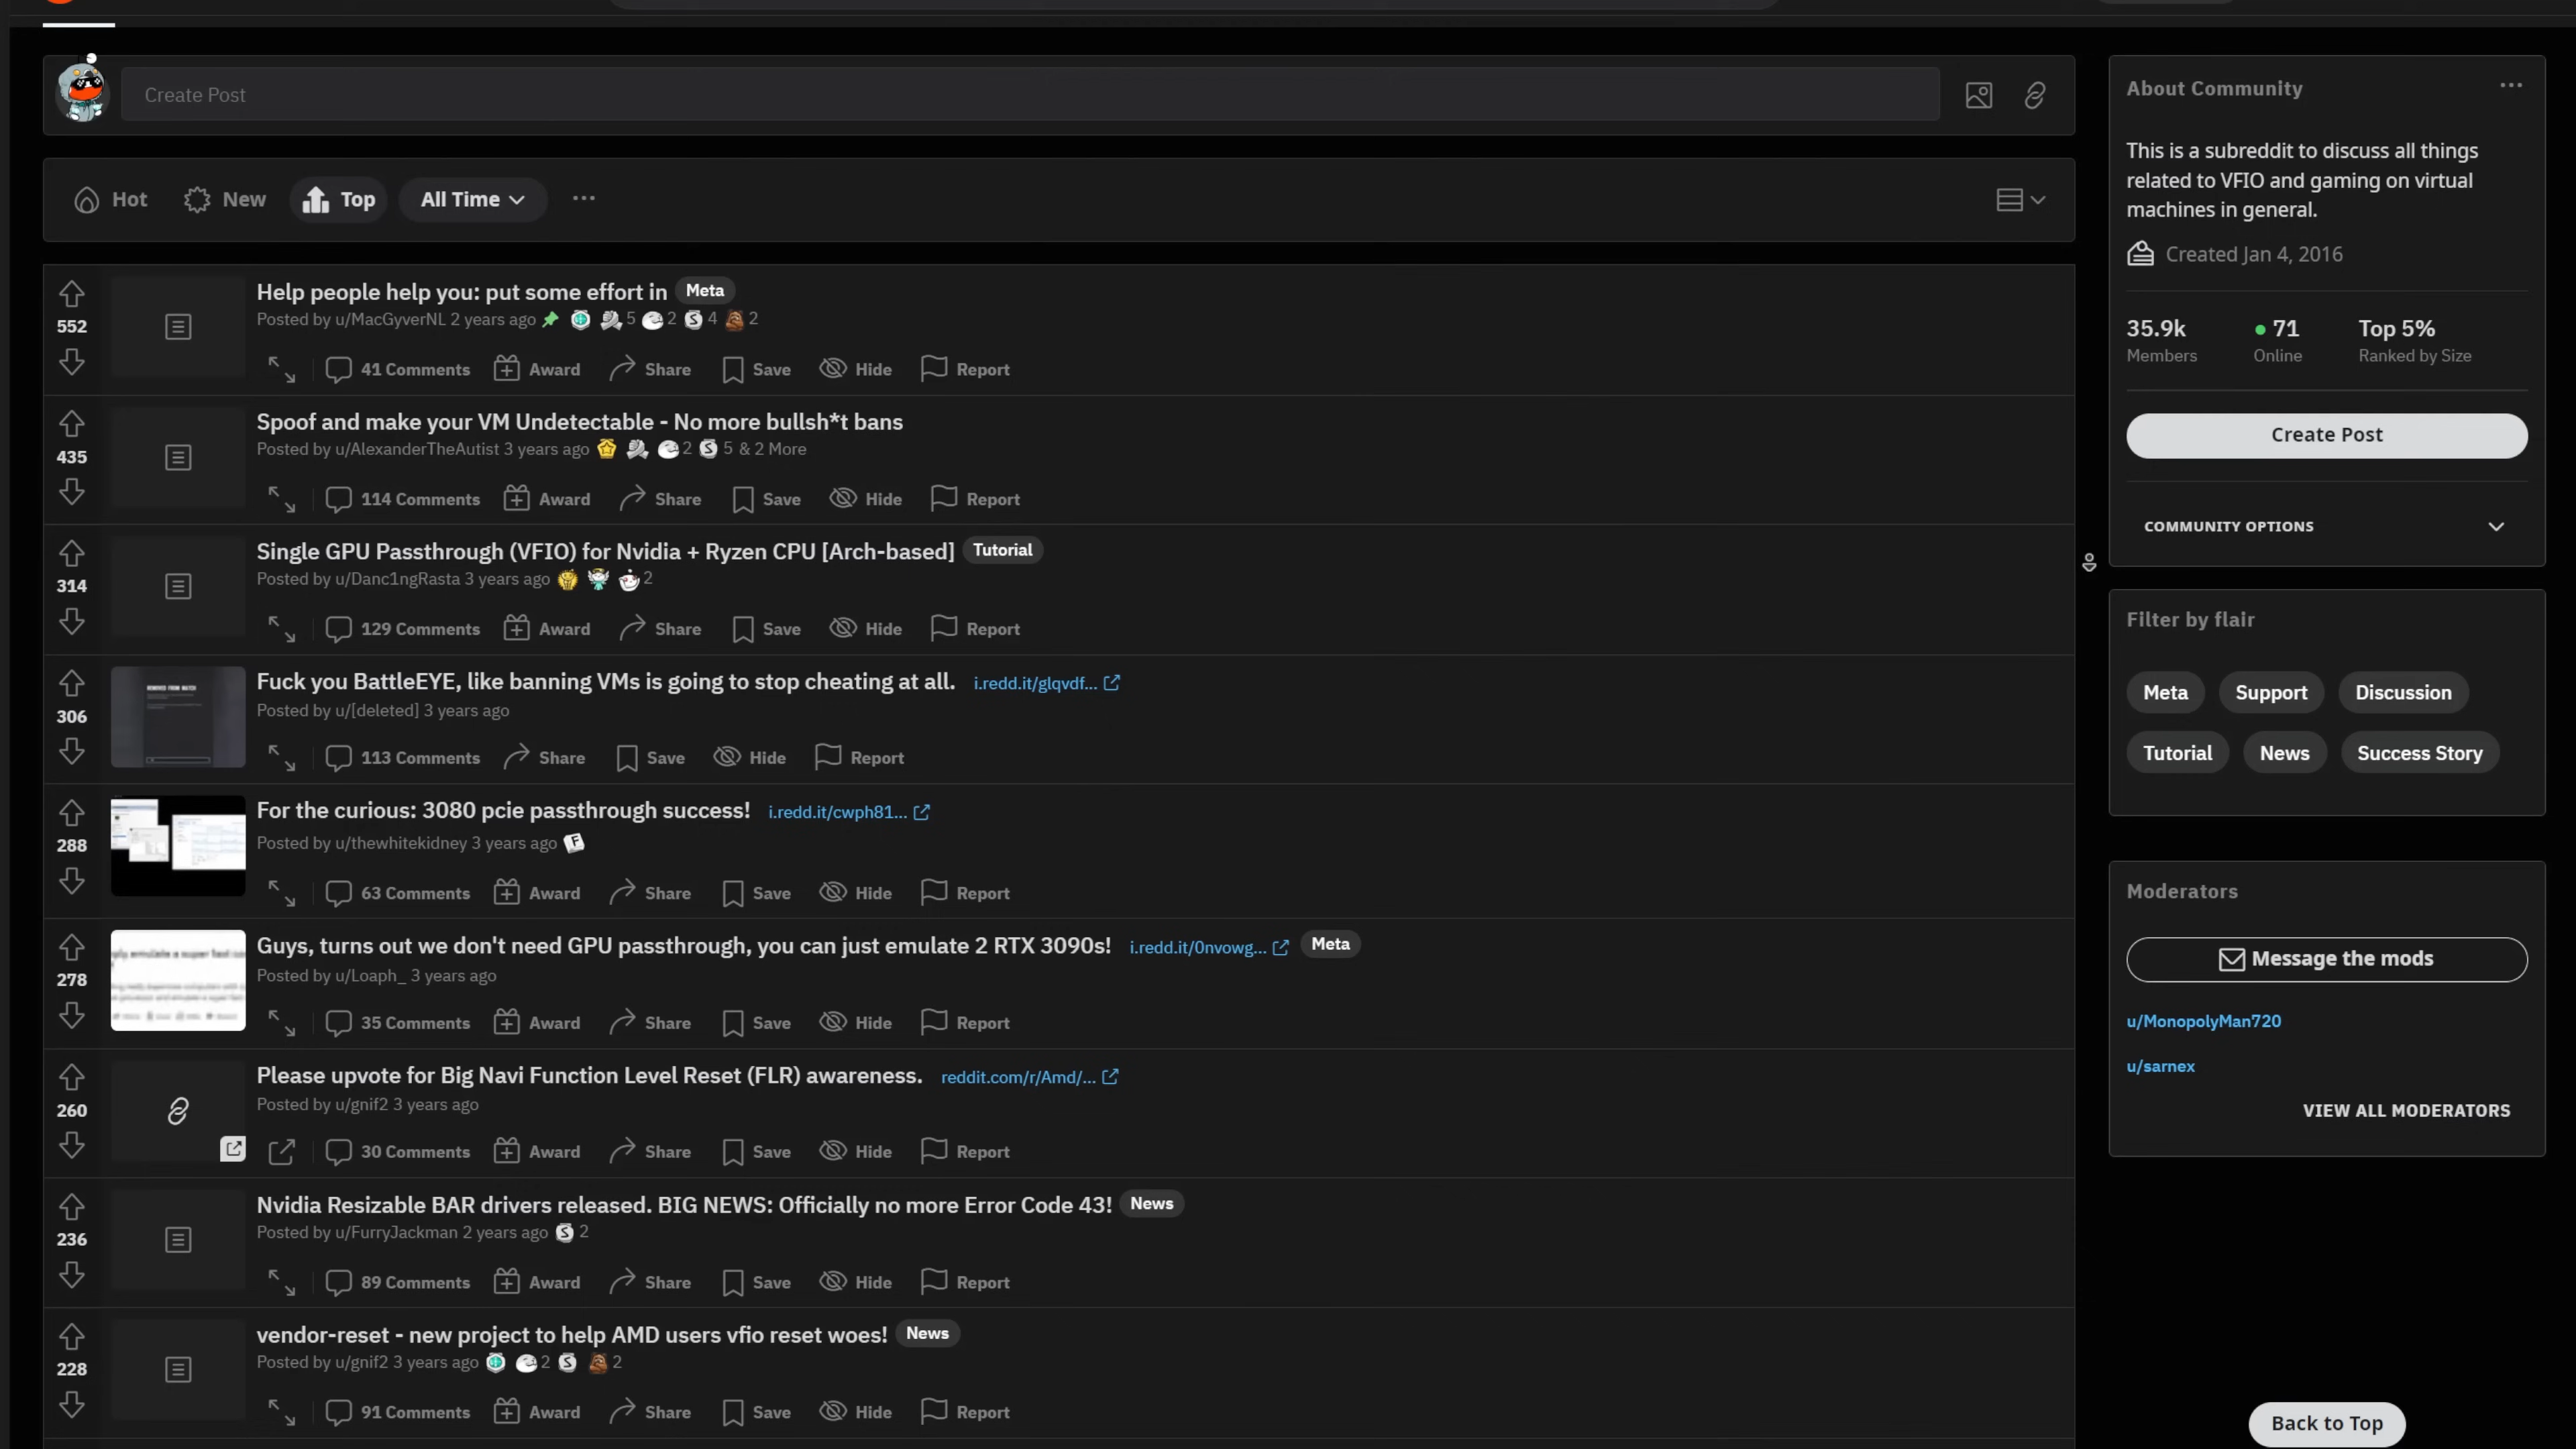 Create Post
Hot New Top All Time
552
Help people help you: put some effort in Meta
Posted by u/MacGyverNL 2 years ago 5 2 4 2
41 Comments Award Share Save Hide Report
435
Spoof and make your VM Undetectable - No more bullsh*t bans
Posted by u/AlexanderTheAutist 3 years ago 2 5 & 2 More
114 Comments Award Share Save Hide Report
314
Single GPU Passthrough (VFIO) for Nvidia + Ryzen CPU [Arch-based] Tutorial
Posted by u/Danc1ngRasta 3 years ago 2
129 Comments Award Share Save Hide Report
306
REMOVED FROM MATCH
Fuck you BattleEYE, like banning VMs is going to stop cheating at all. i.redd.it/glqvdf...
Posted by u/[deleted] 3 years ago
113 Comments Share Save Hide Report
288
For the curious: 3080 pcie passthrough success! i.redd.it/cwph81...
Posted by u/thewhitekidney 3 years ago
63 Comments Award Share Save Hide Report
278
Guys, turns out we don't need GPU passthrough, you can just emulate 2 RTX 3090s! i.redd.it/0nvowg... Meta
Posted by u/Loaph_ 3 years ago
35 Comments Award Share Save Hide Report
260
Please upvote for Big Navi Function Level Reset (FLR) awareness. reddit.com/r/Amd/...
Posted by u/gnif2 3 years ago
30 Comments Award Share Save Hide Report
236
Nvidia Resizable BAR drivers released. BIG NEWS: Officially no more Error Code 43! News
Posted by u/FurryJackman 2 years ago 2
89 Comments Award Share Save Hide Report
228
vendor-reset - new project to help AMD users vfio reset woes! News
Posted by u/gnif2 3 years ago 2 2
91 Comments Award Share Save Hide Report
About Community
This is a subreddit to discuss all things
related to VFIO and gaming on virtual
machines in general.
Created Jan 4, 2016
35.9k 71 Top 5%
Members Online Ranked by Size
Create Post
COMMUNITY OPTIONS
Filter by flair
Meta Support Discussion
Tutorial News Success Story
Moderators
Message the mods
u/MonopolyMan720
u/sarnex
VIEW ALL MODERATORS
Back to Top